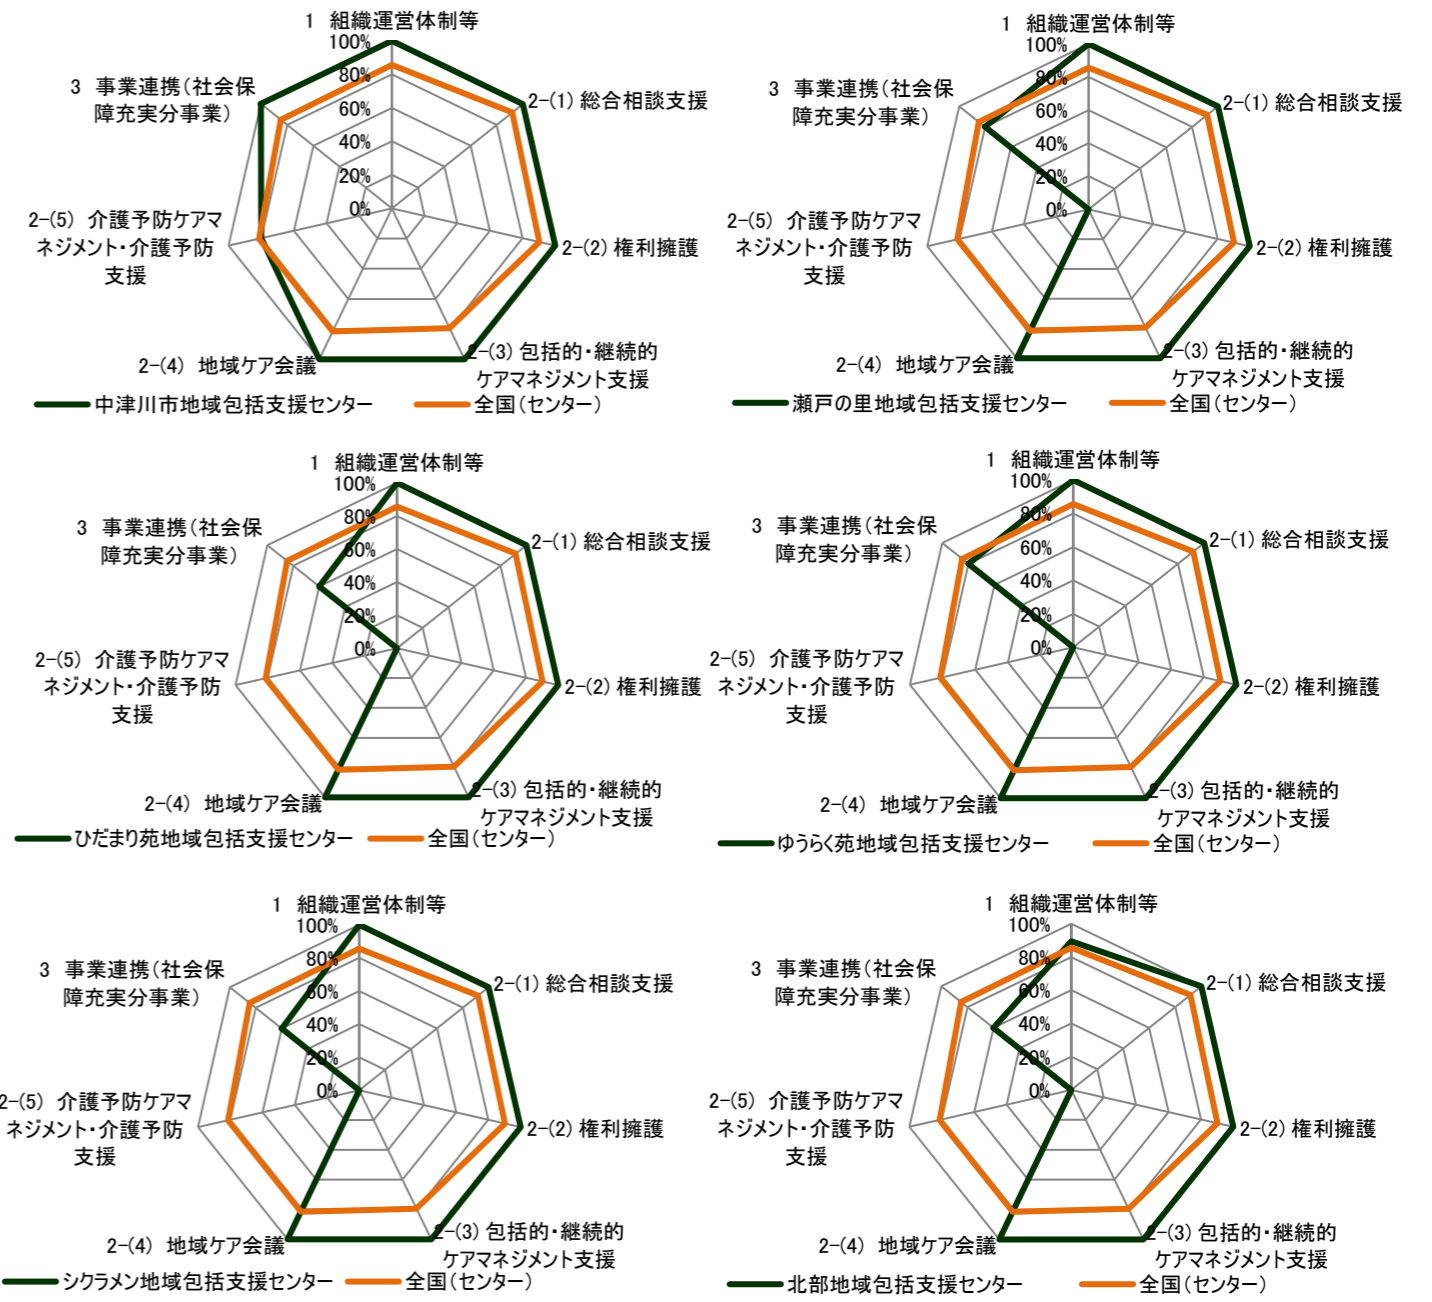 1 組織運営体制等
100%
80%
60%
40%
20%
0%
2-(1) 総合相談支援
2-(2) 権利擁護
2-(3) 包括的・継続的
ケアマネジメント支援
2-(4) 地域ケア会議
2-(5) 介護予防ケアマ
ネジメント・介護予防
支援
3 事業連携(社会保
障充実分事業)
中津川市地域包括支援センター
全国(センター)
1 組織運営体制等
100%
80%
60%
40%
20%
0%
2-(1) 総合相談支援
2-(2) 権利擁護
2-(3) 包括的・継続的
ケアマネジメント支援
2-(4) 地域ケア会議
2-(5) 介護予防ケアマ
ネジメント・介護予防
支援
3 事業連携(社会保
障充実分事業)
瀬戸の里地域包括支援センター
全国(センター)
1 組織運営体制等
100%
80%
60%
40%
20%
0%
2-(1) 総合相談支援
2-(2) 権利擁護
2-(3) 包括的・継続的
ケアマネジメント支援
2-(4) 地域ケア会議
2-(5) 介護予防ケアマ
ネジメント・介護予防
支援
3 事業連携(社会保
障充実分事業)
ひだまり苑地域包括支援センター
全国(センター)
1 組織運営体制等
100%
80%
60%
40%
20%
0%
2-(1) 総合相談支援
2-(2) 権利擁護
2-(3) 包括的・継続的
ケアマネジメント支援
2-(4) 地域ケア会議
2-(5) 介護予防ケアマ
ネジメント・介護予防
支援
3 事業連携(社会保
障充実分事業)
ゆうらく苑地域包括支援センター
全国(センター)
1 組織運営体制等
100%
80%
60%
40%
20%
0%
2-(1) 総合相談支援
2-(2) 権利擁護
2-(3) 包括的・継続的
ケアマネジメント支援
2-(4) 地域ケア会議
2-(5) 介護予防ケアマ
ネジメント・介護予防
支援
3 事業連携(社会保
障充実分事業)
シクラメン地域包括支援センター
全国(センター)
1 組織運営体制等
100%
80%
60%
40%
20%
0%
2-(1) 総合相談支援
2-(2) 権利擁護
2-(3) 包括的・継続的
ケアマネジメント支援
2-(4) 地域ケア会議
2-(5) 介護予防ケアマ
ネジメント・介護予防
支援
3 事業連携(社会保
障充実分事業)
北部地域包括支援センター
全国(センター)